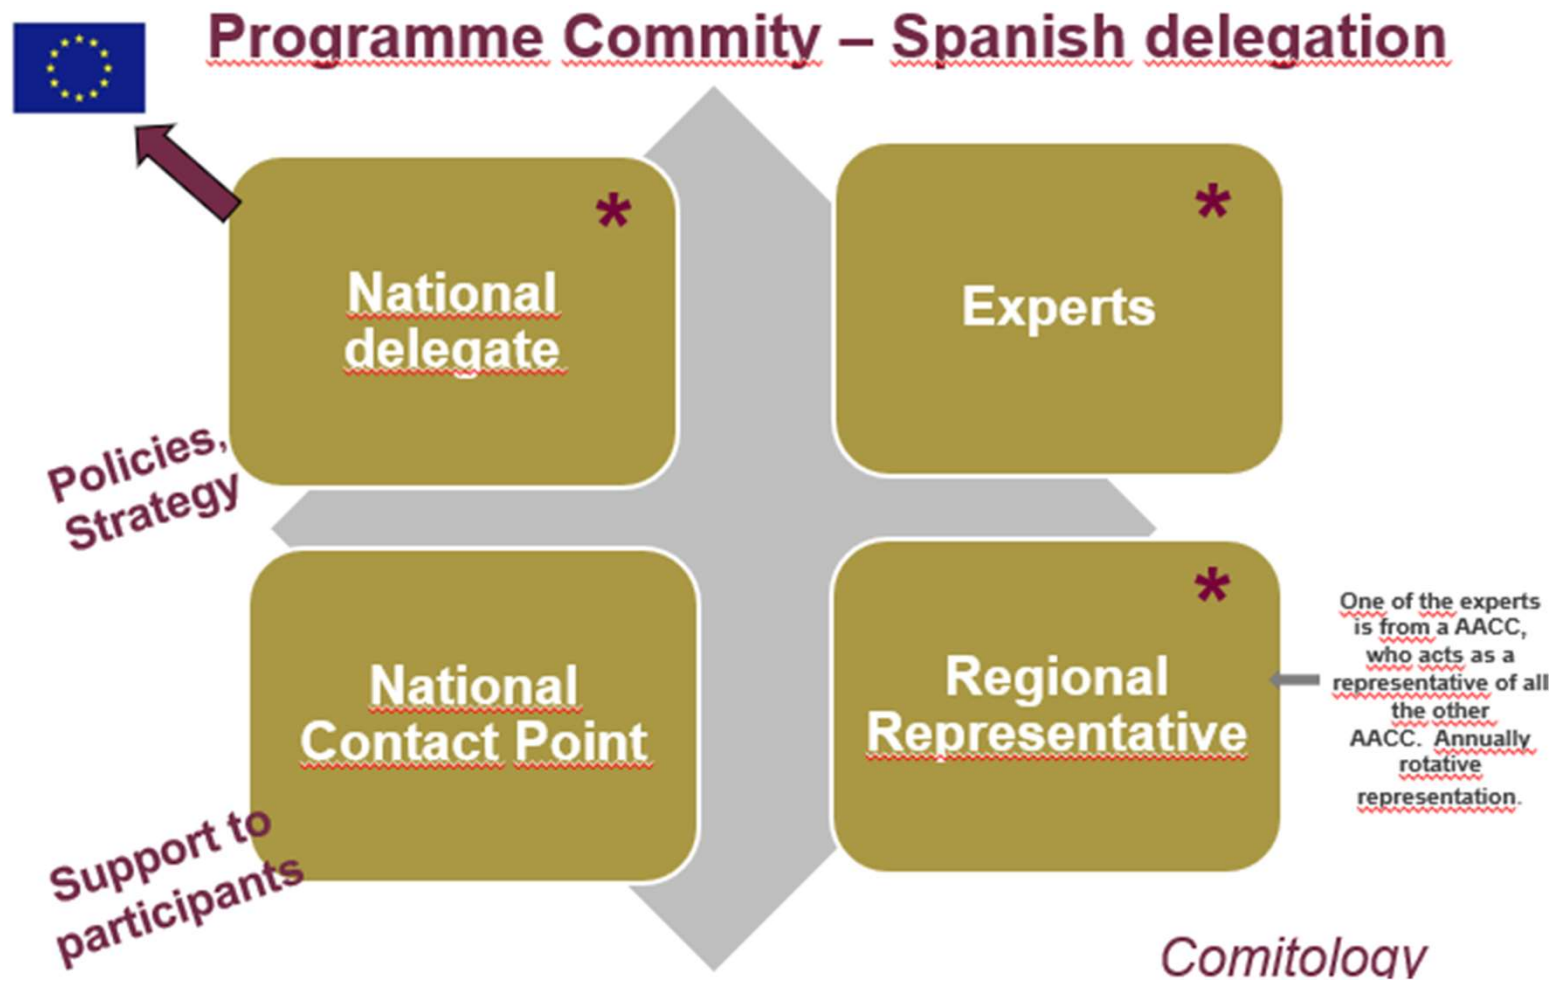 Programme Commity – Spanish delegation
*
National
delegate
*
Experts
Policies,
Strategy
National
Contact Point
*
Regional
Representative
One of the experts
is from a AACC,
who acts as a
representative of all
the other
AACC. Annually
rotative
representation.
Support to
participants
Comitology